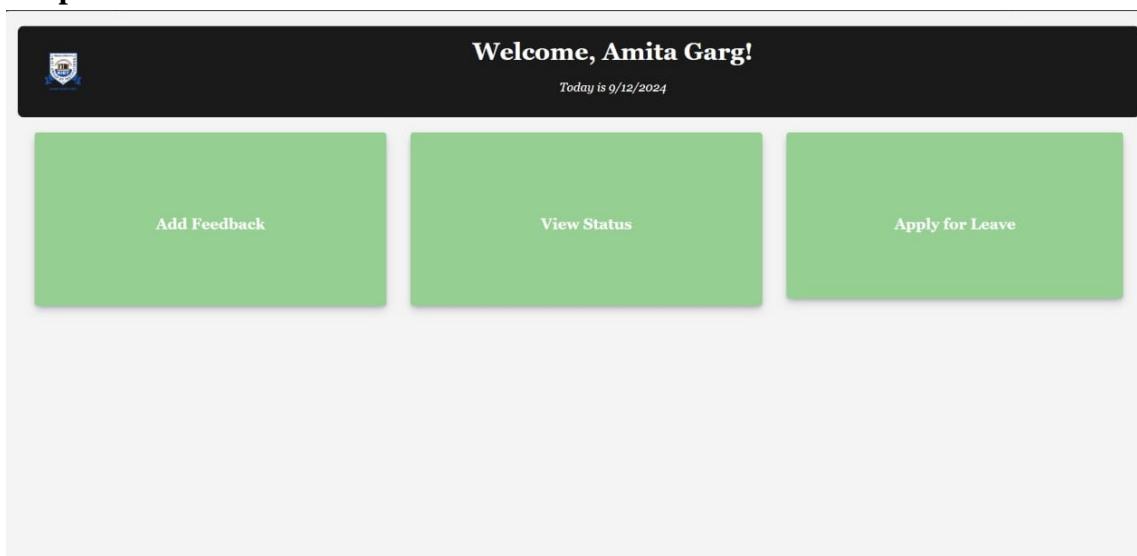 Welcome, Amita Garg!
Today is 9/12/2024
Add Feedback
View Status
Apply for Leave